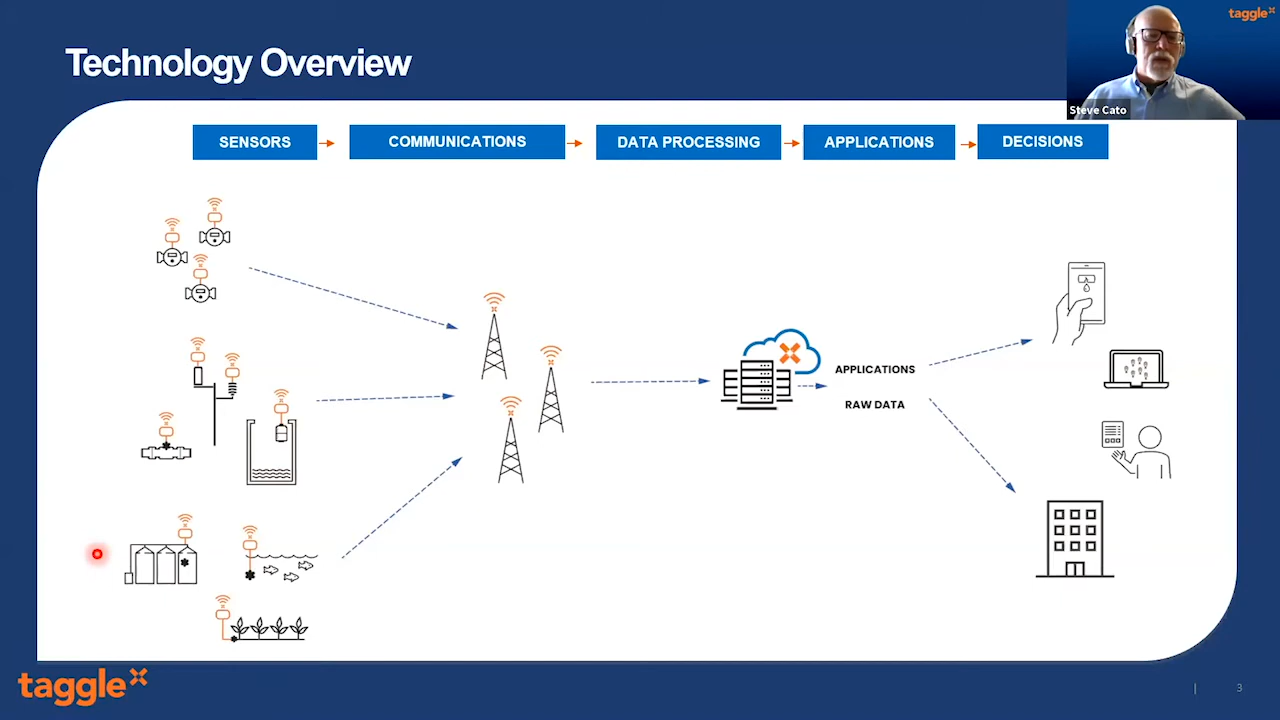 Technology Overview
taggle
Steve Cato
SENSORS
COMMUNICATIONS
DATA PROCESSING
APPLICATIONS
DECISIONS
APPLICATIONS
RAW DATA
taggle
| 3